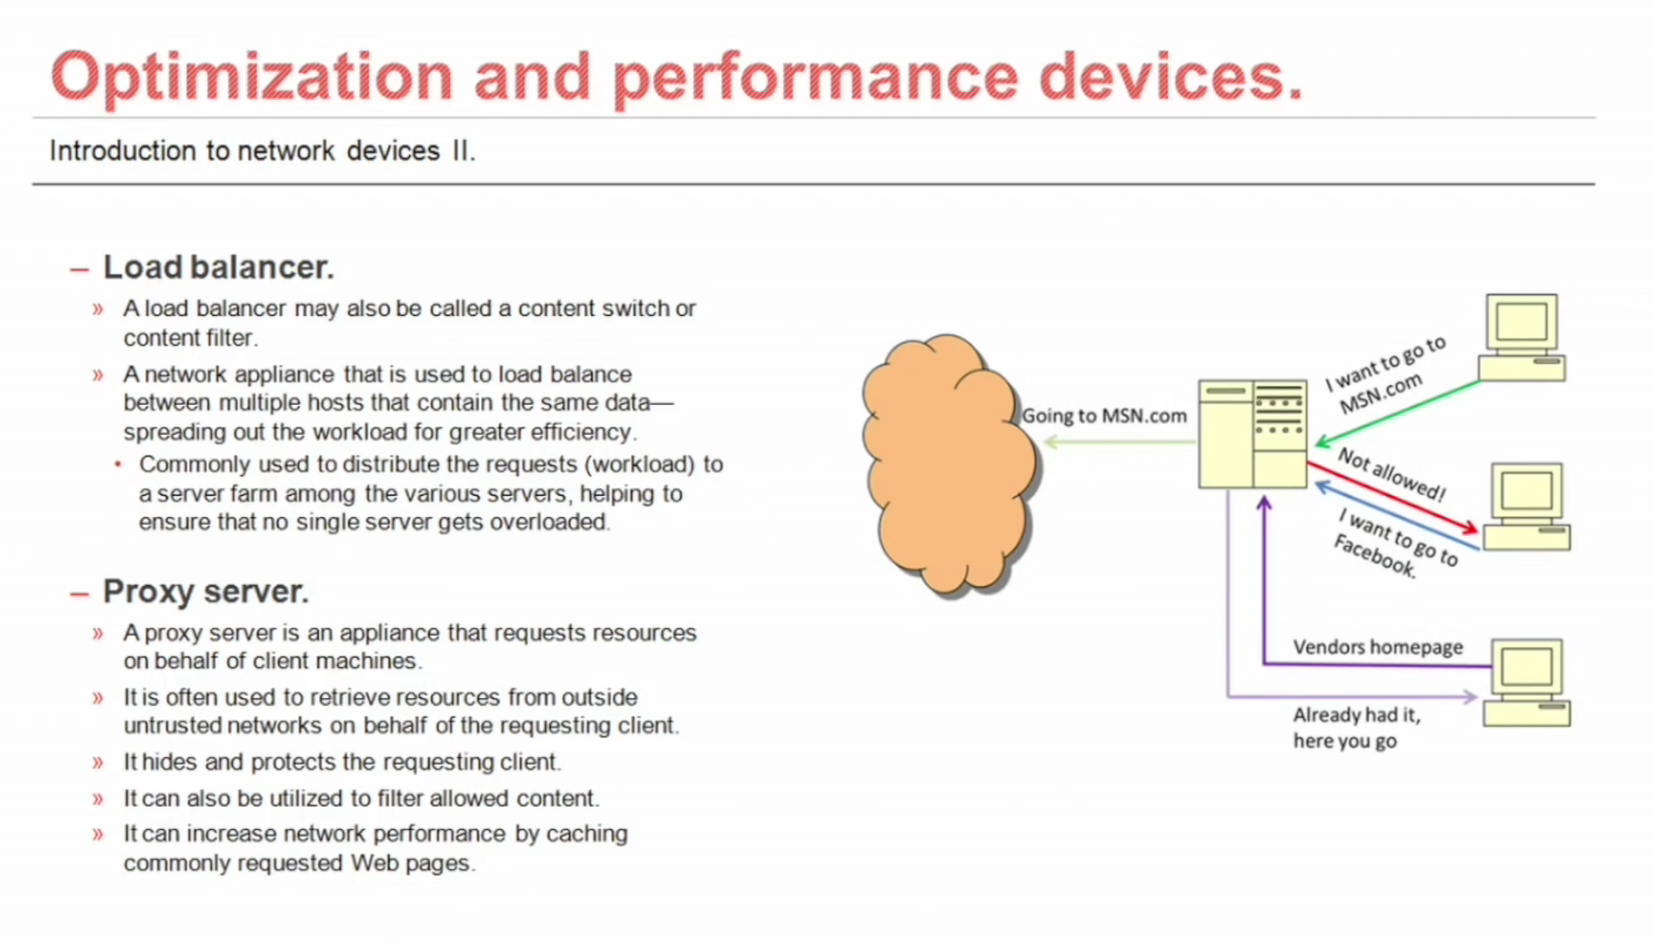 Optimization and performance devices.
Introduction to network devices II.
– Load balancer.
» A load balancer may also be called a content switch or
content filter.
» A network appliance that is used to load balance
between multiple hosts that contain the same data—
spreading out the workload for greater efficiency.
• Commonly used to distribute the requests (workload) to
a server farm among the various servers, helping to
ensure that no single server gets overloaded.
– Proxy server.
» A proxy server is an appliance that requests resources
on behalf of client machines.
» It is often used to retrieve resources from outside
untrusted networks on behalf of the requesting client.
» It hides and protects the requesting client.
» It can also be utilized to filter allowed content.
» It can increase network performance by caching
commonly requested Web pages.
Going to MSN.com
I want to go to
MSN.com
Not allowed!
I want to go to
Facebook.
Vendors homepage
Already had it,
here you go